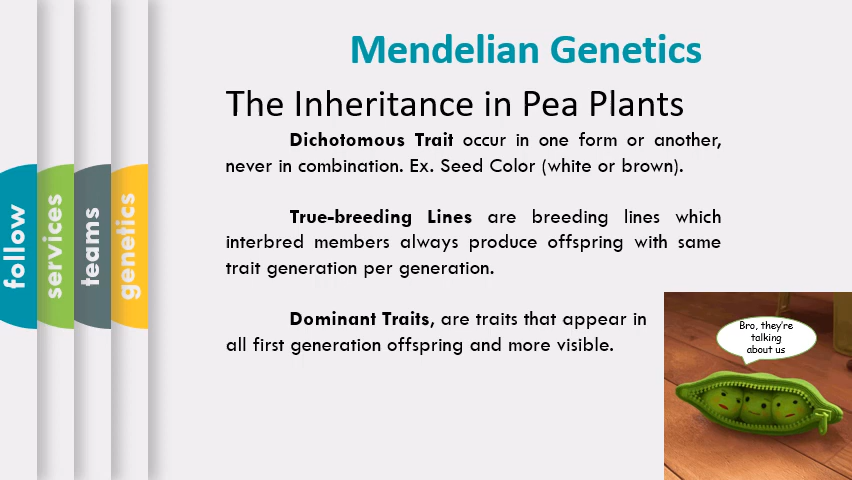 Mendelian Genetics
The Inheritance in Pea Plants
Dichotomous Trait occur in one form or another,
never in combination. Ex. Seed Color (white or brown).
True-breeding Lines are breeding lines which
interbred members always produce offspring with same
trait generation per generation.
Dominant Traits, are traits that appear in
all first generation offspring and more visible.
follow
services
teams
genetics
Bro, they're
talking
about us